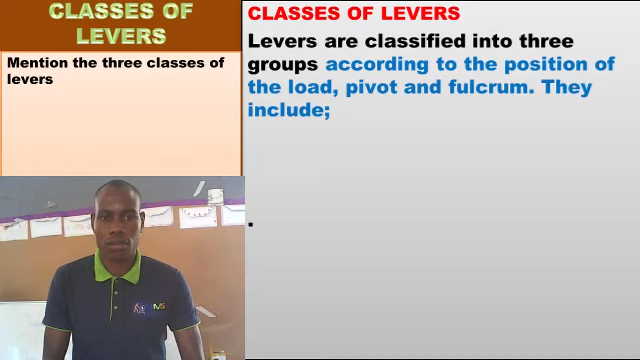 CLASSES OF
LEVERS
Mention the three classes of
levers
CLASSES OF LEVERS
Levers are classified into three
groups according to the position of
the load, pivot and fulcrum. They
include;